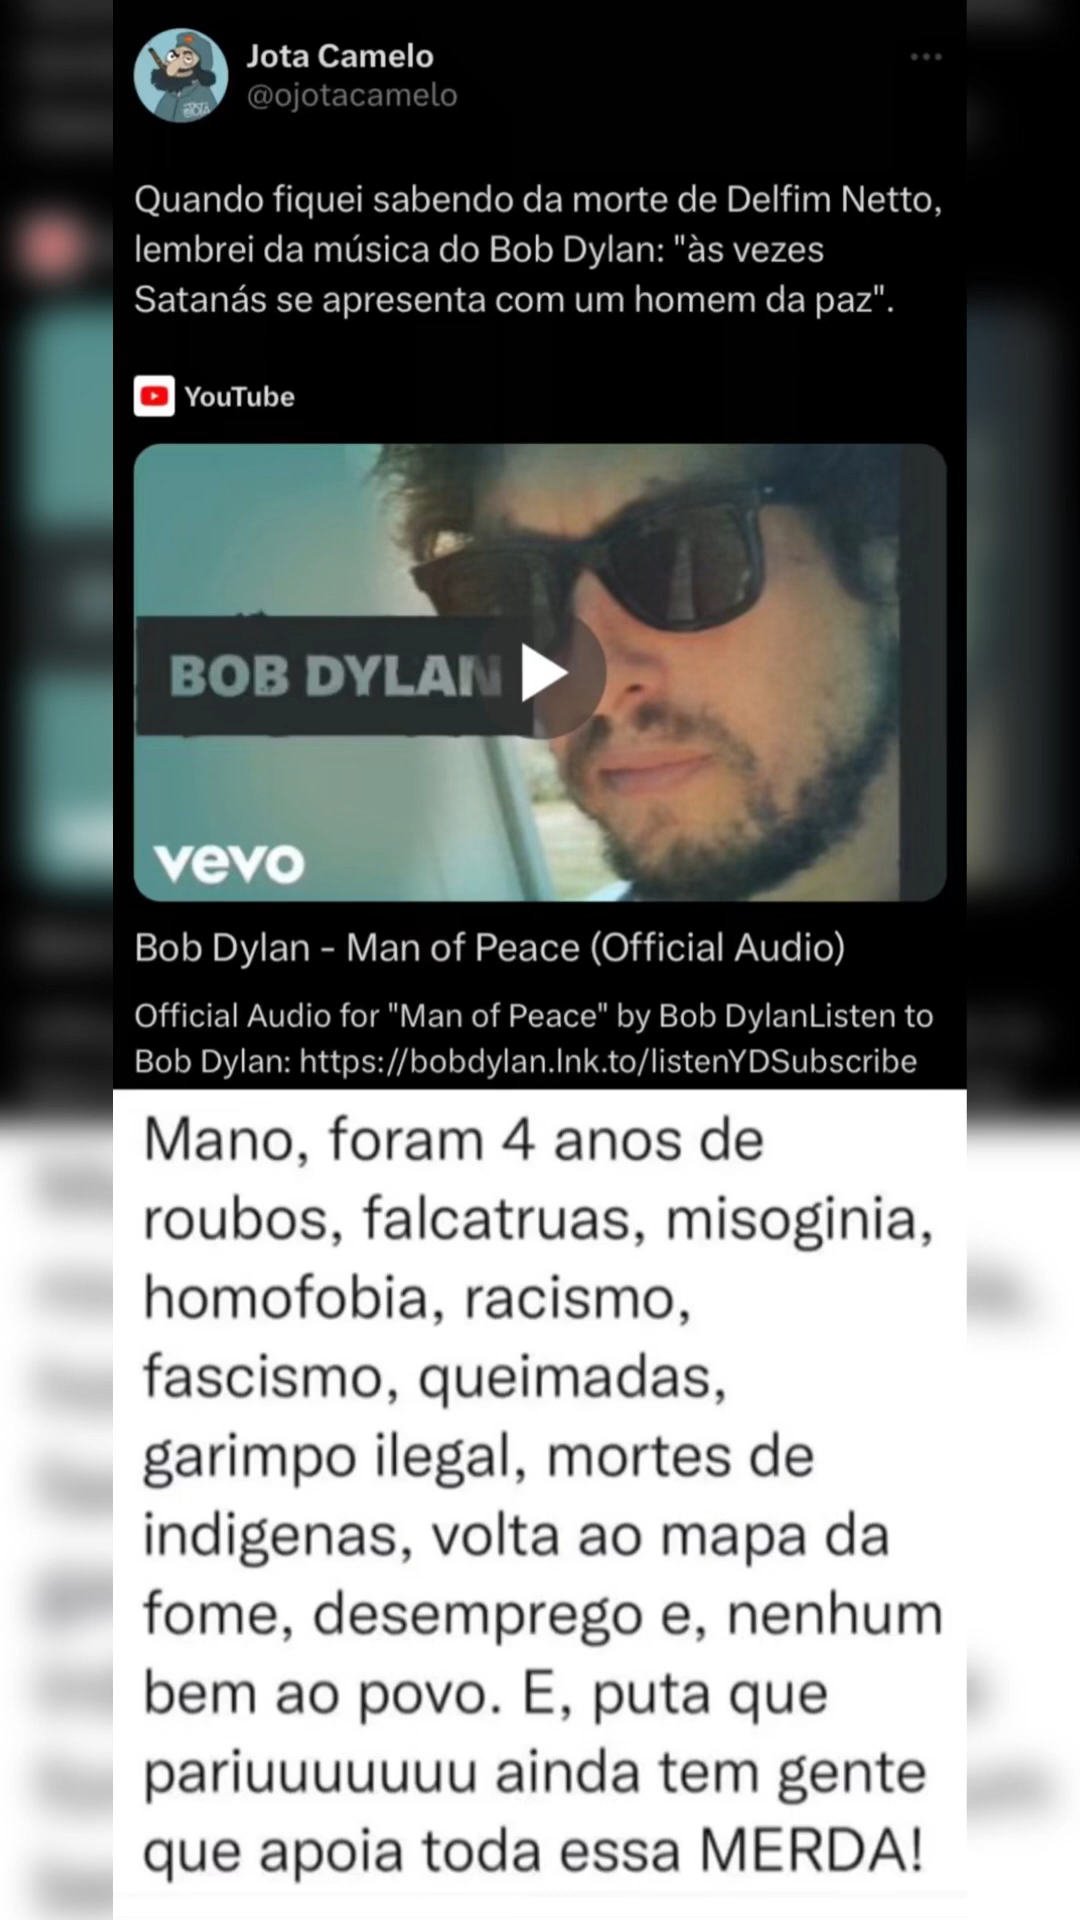 Jota Camelo
@ojotacamelo
Quando fiquei sabendo da morte de Delfim Netto,
lembrei da música do Bob Dylan: "às vezes
Satanás se apresenta com um homem da paz".
YouTube
BOB DYLAN
vevo
Bob Dylan - Man of Peace (Official Audio)
Official Audio for "Man of Peace" by Bob DylanListen to
Bob Dylan: https://bobdylan.lnk.to/listenYDSubscribe
Mano, foram 4 anos de
roubos, falcatruas, misoginia,
homofobia, racismo,
fascismo, queimadas,
garimpo ilegal, mortes de
indigenas, volta ao mapa da
fome, desemprego e, nenhum
bem ao povo. E, puta que
pariuuuuuuu ainda tem gente
que apoia toda essa MERDA!